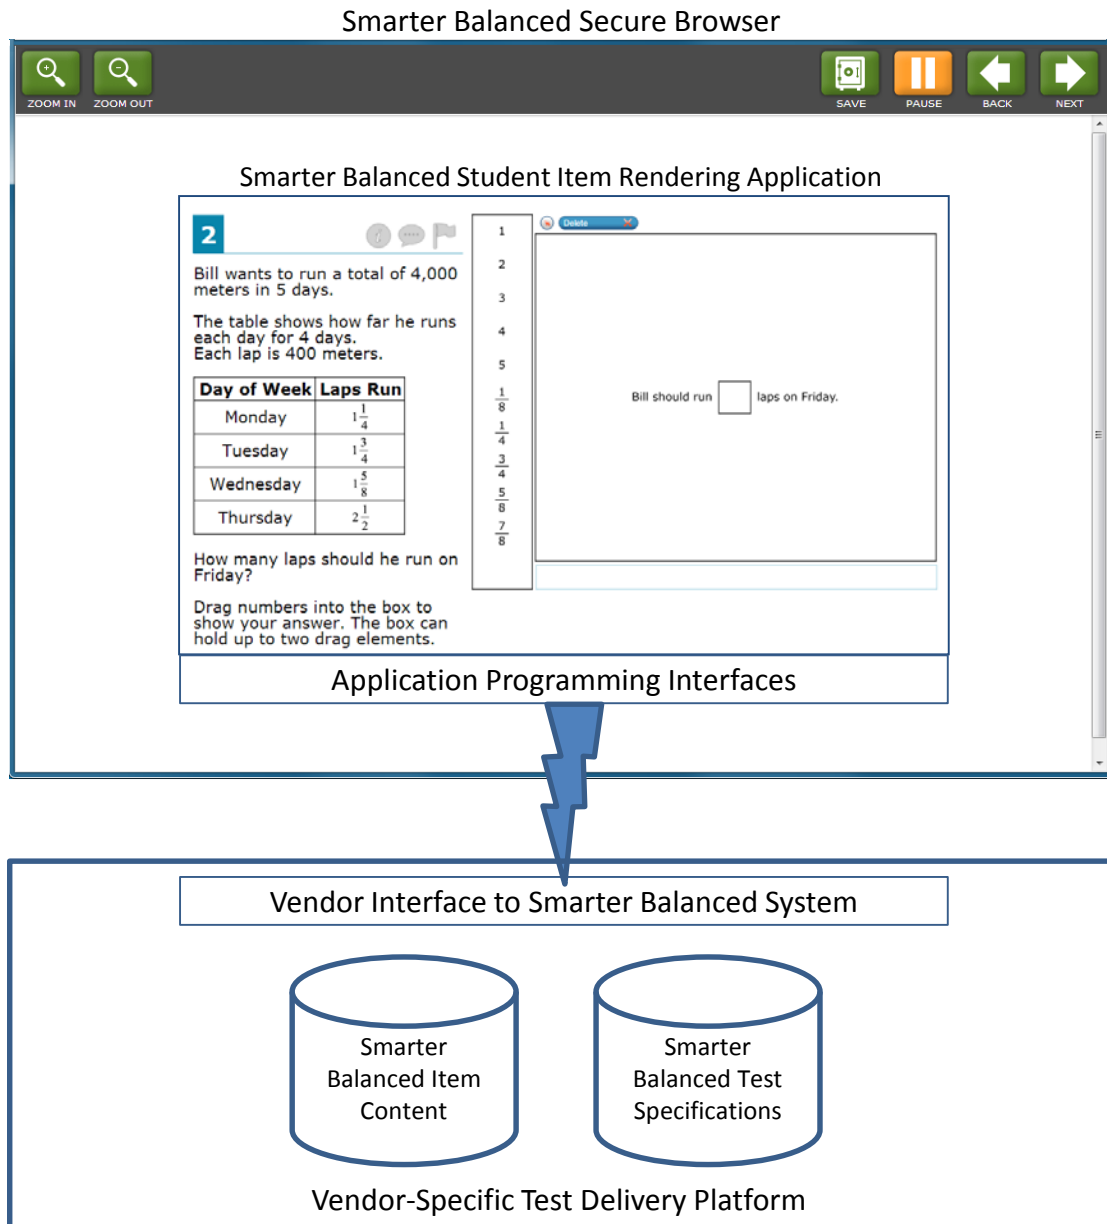 Smarter Balanced Secure Browser
ZOOM IN
ZOOM OUT
SAVE
PAUSE
BACK
NEXT
Smarter Balanced Student Item Rendering Application
2
Bill wants to run a total of 4,000
meters in 5 days.
The table shows how far he runs
each day for 4 days.
Each lap is 400 meters.
Day of Week Laps Run
Monday 1 1/4
Tuesday 1 3/4
Wednesday 1 5/8
Thursday 2 1/2
How many laps should he run on
Friday?
Drag numbers into the box to
show your answer. The box can
hold up to two drag elements.
1
2
3
4
5
1/8
1/4
3/4
5/8
7/8
Delete
Bill should run laps on Friday.
Application Programming Interfaces
Vendor Interface to Smarter Balanced System
Smarter
Balanced Item
Content
Smarter
Balanced Test
Specifications
Vendor-Specific Test Delivery Platform